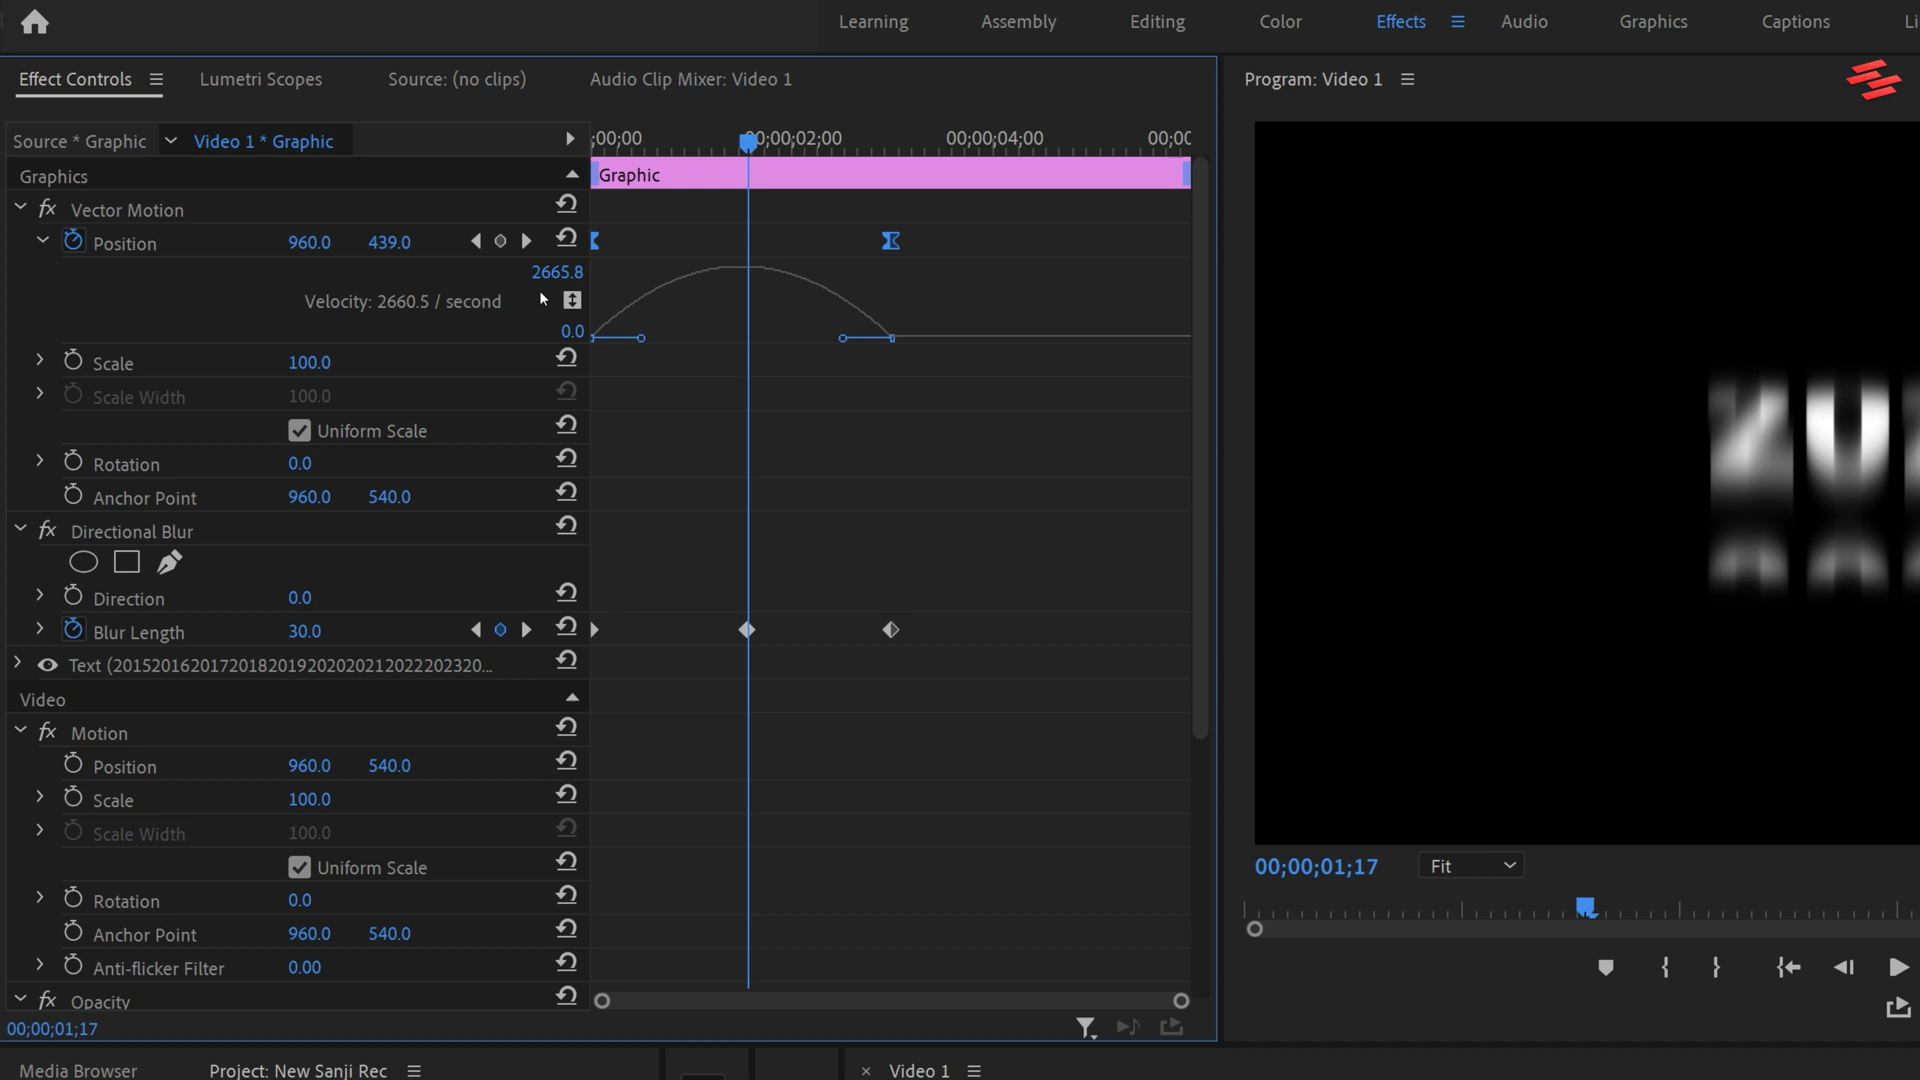 Learning Assembly Editing Color Effects Audio Graphics Captions Li
Effect Controls Lumetri Scopes Source: (no clips) Audio Clip Mixer: Video 1 Program: Video 1
Source * Graphic Video 1 * Graphic ;00;00 00;00;02;00 00;00;04;00 00;00
Graphics Graphic
fx Vector Motion
Position 960.0 439.0
2665.8
Velocity: 2660.5 / second
0.0
Scale 100.0
Scale Width 100.0
Uniform Scale
Rotation 0.0
Anchor Point 960.0 540.0
fx Directional Blur
Direction 0.0
Blur Length 30.0
Text (201520162017201820192020202120222023​20...
Video
fx Motion
Position 960.0 540.0
Scale 100.0
Scale Width 100.0
Uniform Scale
00;00;01;17 Fit
Rotation 0.0
Anchor Point 960.0 540.0
Anti-flicker Filter 0.00
fx Opacity
00;00;01;17
Media Browser Project: New Sanji Rec × Video 1